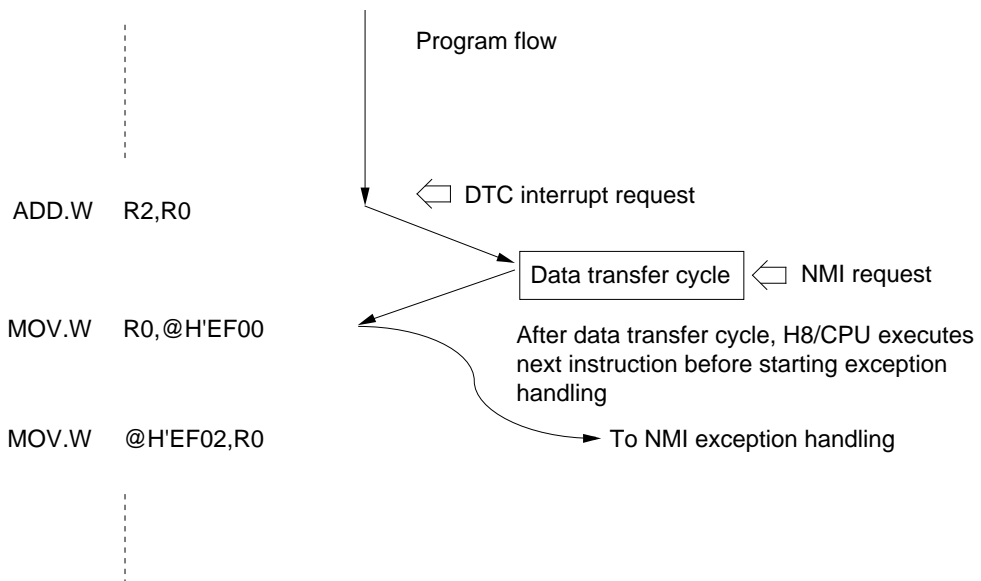 Program flow
DTC interrupt request
ADD.W R2,R0
Data transfer cycle
NMI request
MOV.W R0,@H'EF00
After data transfer cycle, H8/CPU executes
next instruction before starting exception
handling
MOV.W @H'EF02,R0
To NMI exception handling